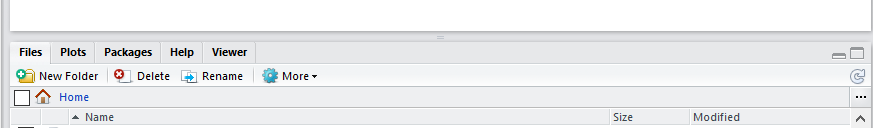 Files Plots Packages Help Viewer
New Folder Delete Rename More
Home ...
Name Size Modified